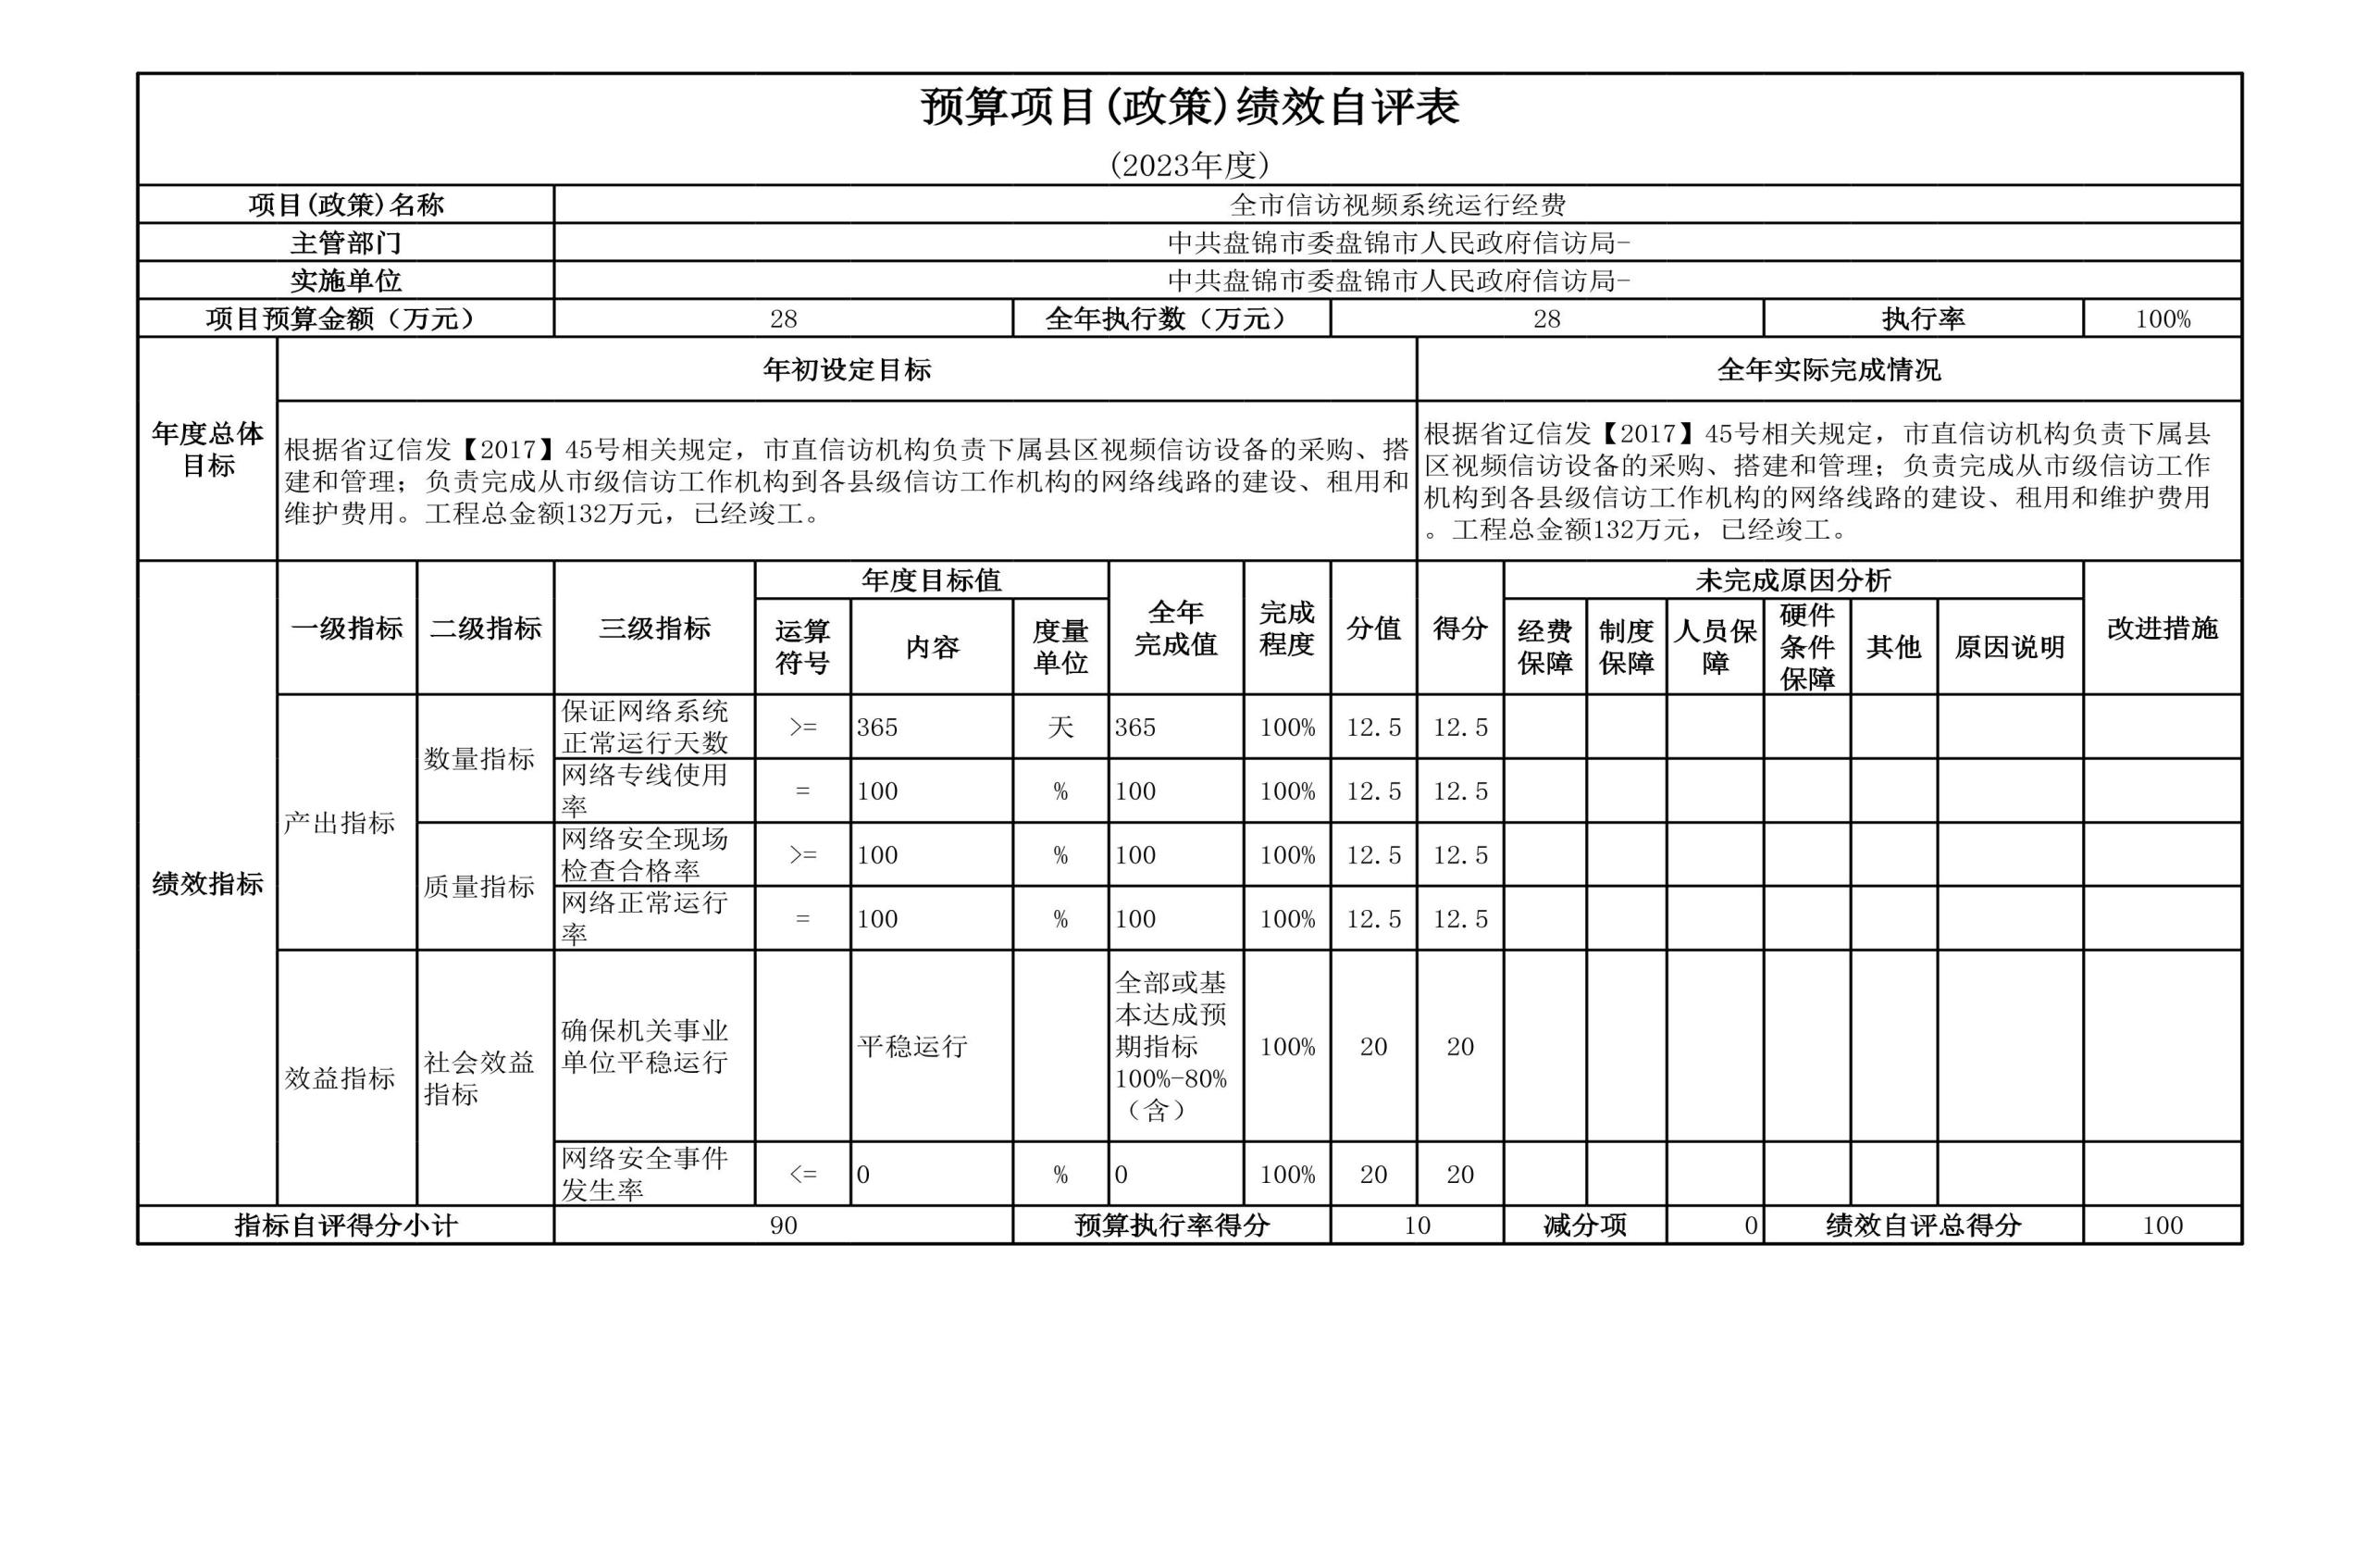 预算项目(政策)绩效自评表
(2023年度)
项目(政策)名称 全市信访视频系统运行经费
主管部门 中共盘锦市委盘锦市人民政府信访局-
实施单位 中共盘锦市委盘锦市人民政府信访局-
项目预算金额（万元） 28 全年执行数（万元） 28 执行率 100%
年度总体
目标
年初设定目标
全年实际完成情况
根据省辽信发【2017】45号相关规定，市直信访机构负责下属县区视频信访设备的采购、搭
建和管理；负责完成从市级信访工作机构到各县级信访工作机构的网络线路的建设、租用和
维护费用。工程总金额132万元，已经竣工。
根据省辽信发【2017】45号相关规定，市直信访机构负责下属县
区视频信访设备的采购、搭建和管理；负责完成从市级信访工作
机构到各县级信访工作机构的网络线路的建设、租用和维护费用
。工程总金额132万元，已经竣工。
绩效指标
一级指标
二级指标
三级指标
年度目标值
运算
符号
内容
度量
单位
全年
完成值
完成
程度
分值
得分
未完成原因分析
经费
保障
制度
保障
人员保
障
硬件
条件
保障
其他
原因说明
改进措施
产出指标
数量指标
保证网络系统
正常运行天数
>= 365 天 365 100% 12.5 12.5
网络专线使用
率
= 100 % 100 100% 12.5 12.5
质量指标
网络安全现场
检查合格率
>= 100 % 100 100% 12.5 12.5
网络正常运行
率
= 100 % 100 100% 12.5 12.5
效益指标
社会效益
指标
确保机关事业
单位平稳运行
平稳运行
全部或基
本达成预
期指标
100%-80%
（含）
100% 20 20
网络安全事件
发生率
<= 0 % 0 100% 20 20
指标自评得分小计 90 预算执行率得分 10 减分项 0 绩效自评总得分 100